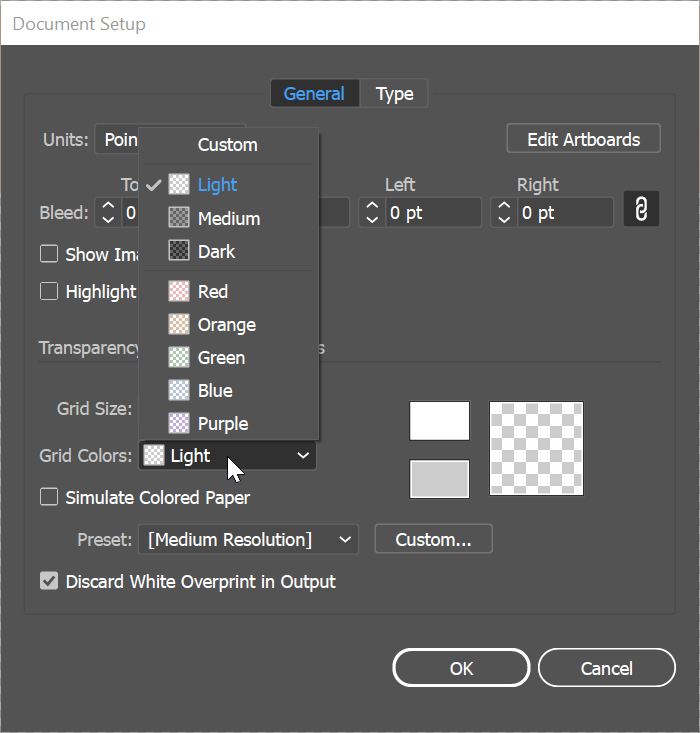 Document Setup
General Type
Units: Poin
Edit Artboards
Custom
To
Light
Left Right
Bleed: 0
0 pt 0 pt
Medium
Show Ima
Dark
Highlight
Red
Orange
Transparency
s
Green
Blue
Grid Size:
Purple
Grid Colors: Light
Simulate Colored Paper
Preset: [Medium Resolution] Custom...
Discard White Overprint in Output
OK Cancel